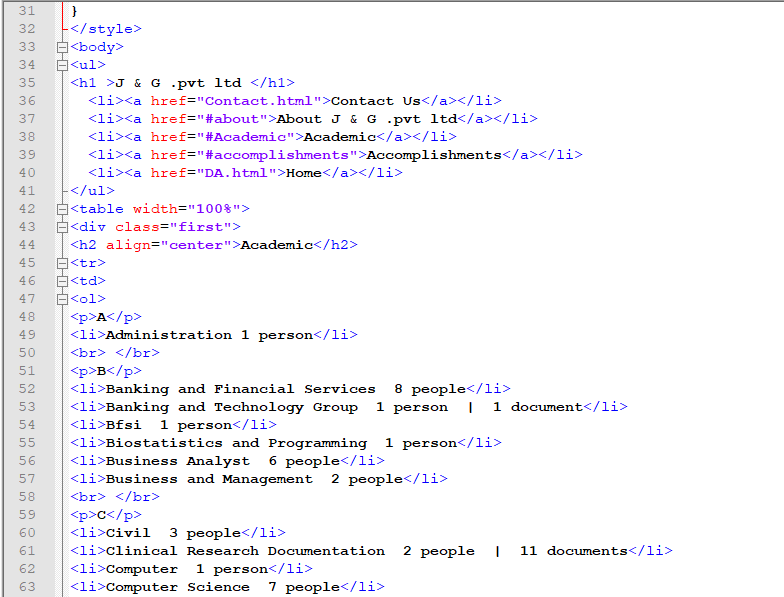 31 }
32 </style>
33 <body>
34 <ul>
35 <h1 >J & G .pvt ltd </h1>
36 <li><a href="Contact.html">Contact Us</a></li>
37 <li><a href="#about">About J & G .pvt ltd</a></li>
38 <li><a href="#Academic">Academic</a></li>
39 <li><a href="#accomplishments">Accomplishments</a></li>
40 <li><a href="DA.html">Home</a></li>
41 </ul>
42 <table width="100%">
43 <div class="first">
44 <h2 align="center">Academic</h2>
45 <tr>
46 <td>
47 <ol>
48 <p>A</p>
49 <li>Administration 1 person</li>
50 <br> </br>
51 <p>B</p>
52 <li>Banking and Financial Services  8 people</li>
53 <li>Banking and Technology Group  1 person  |  1 document</li>
54 <li>Bfsi  1 person</li>
55 <li>Biostatistics and Programming  1 person</li>
56 <li>Business Analyst  6 people</li>
57 <li>Business and Management  2 people</li>
58 <br> </br>
59 <p>C</p>
60 <li>Civil  3 people</li>
61 <li>Clinical Research Documentation  2 people  |  11 documents</li>
62 <li>Computer  1 person</li>
63 <li>Computer Science  7 people</li>